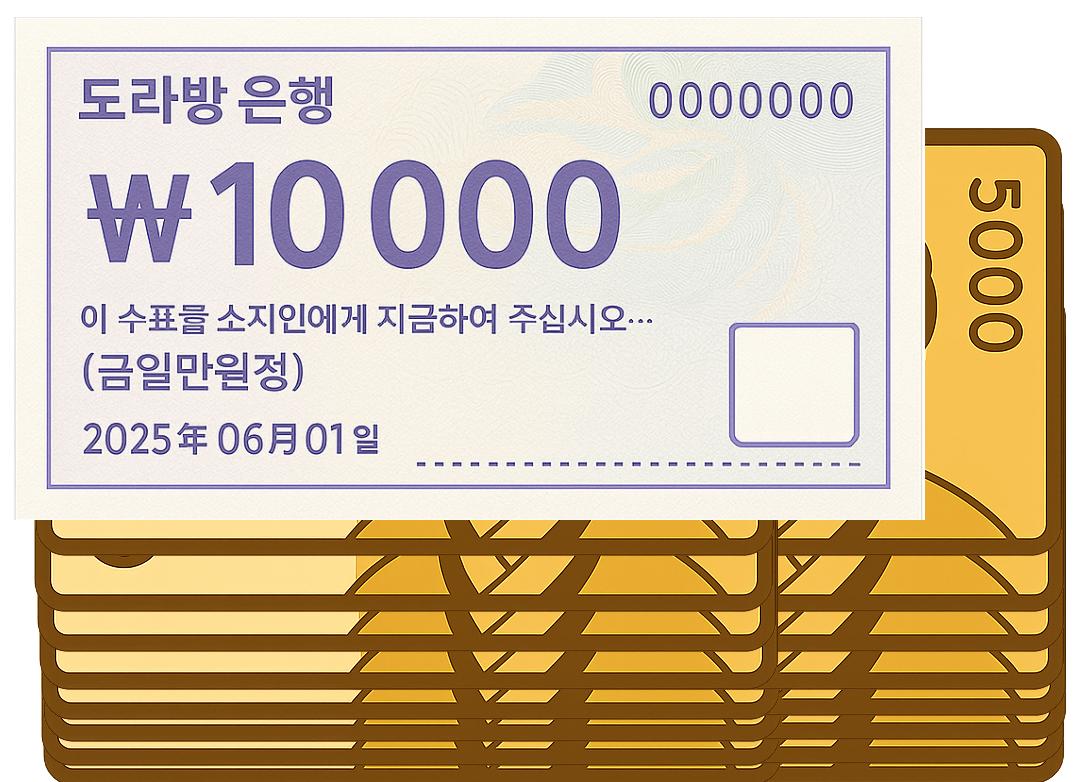 도라방 은행
0000000
₩10000
이 수표를 소지인에게 지금하여 주십시오…
(금일만원정)
2025年 06月 01일
5000